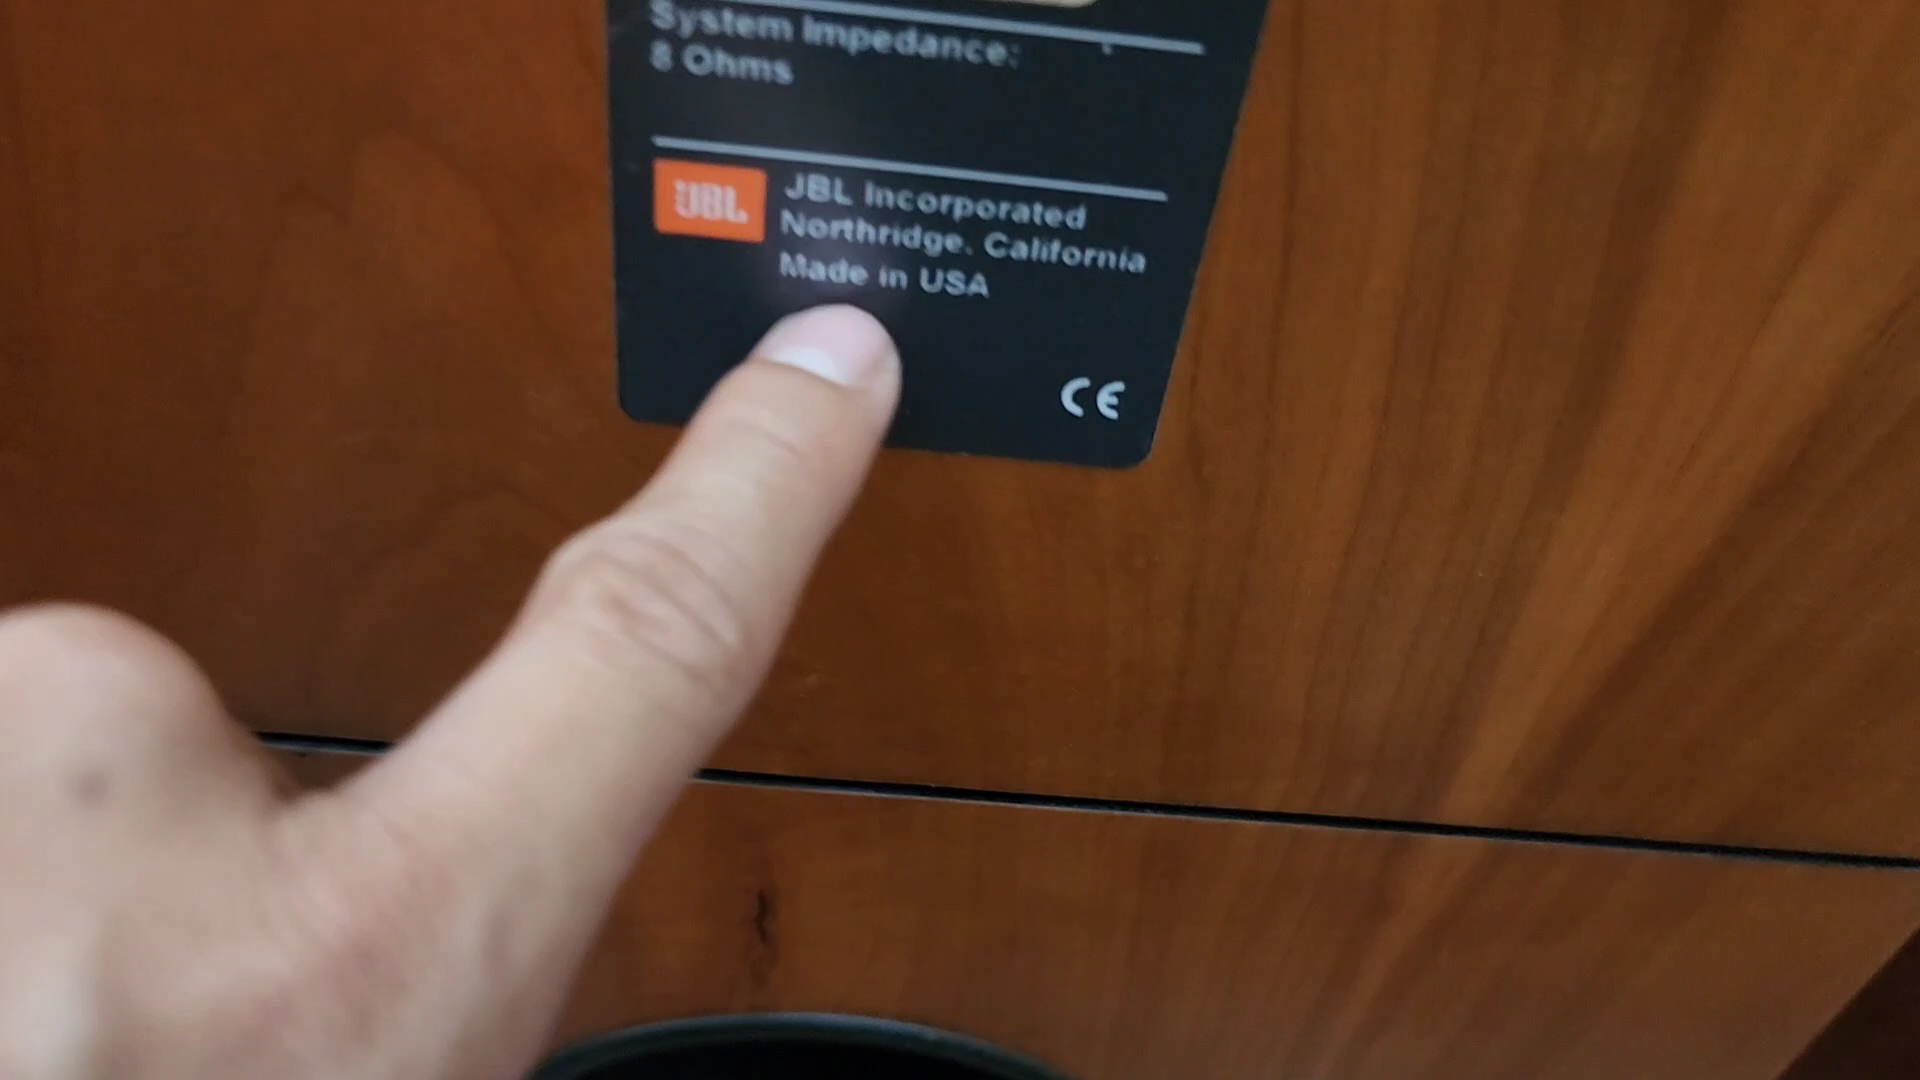 System Impedance:
8 Ohms
JBL
JBL Incorporated
Northridge, California
Made in USA
CE